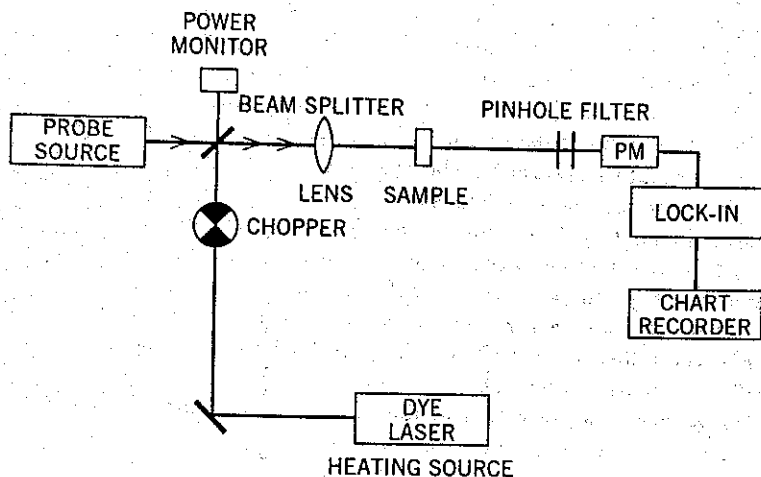 POWER
MONITOR
BEAM SPLITTER
PINHOLE FILTER
PROBE
SOURCE
PM
LENS
SAMPLE
CHOPPER
LOCK-IN
CHART
RECORDER
DYE
LASER
HEATING SOURCE